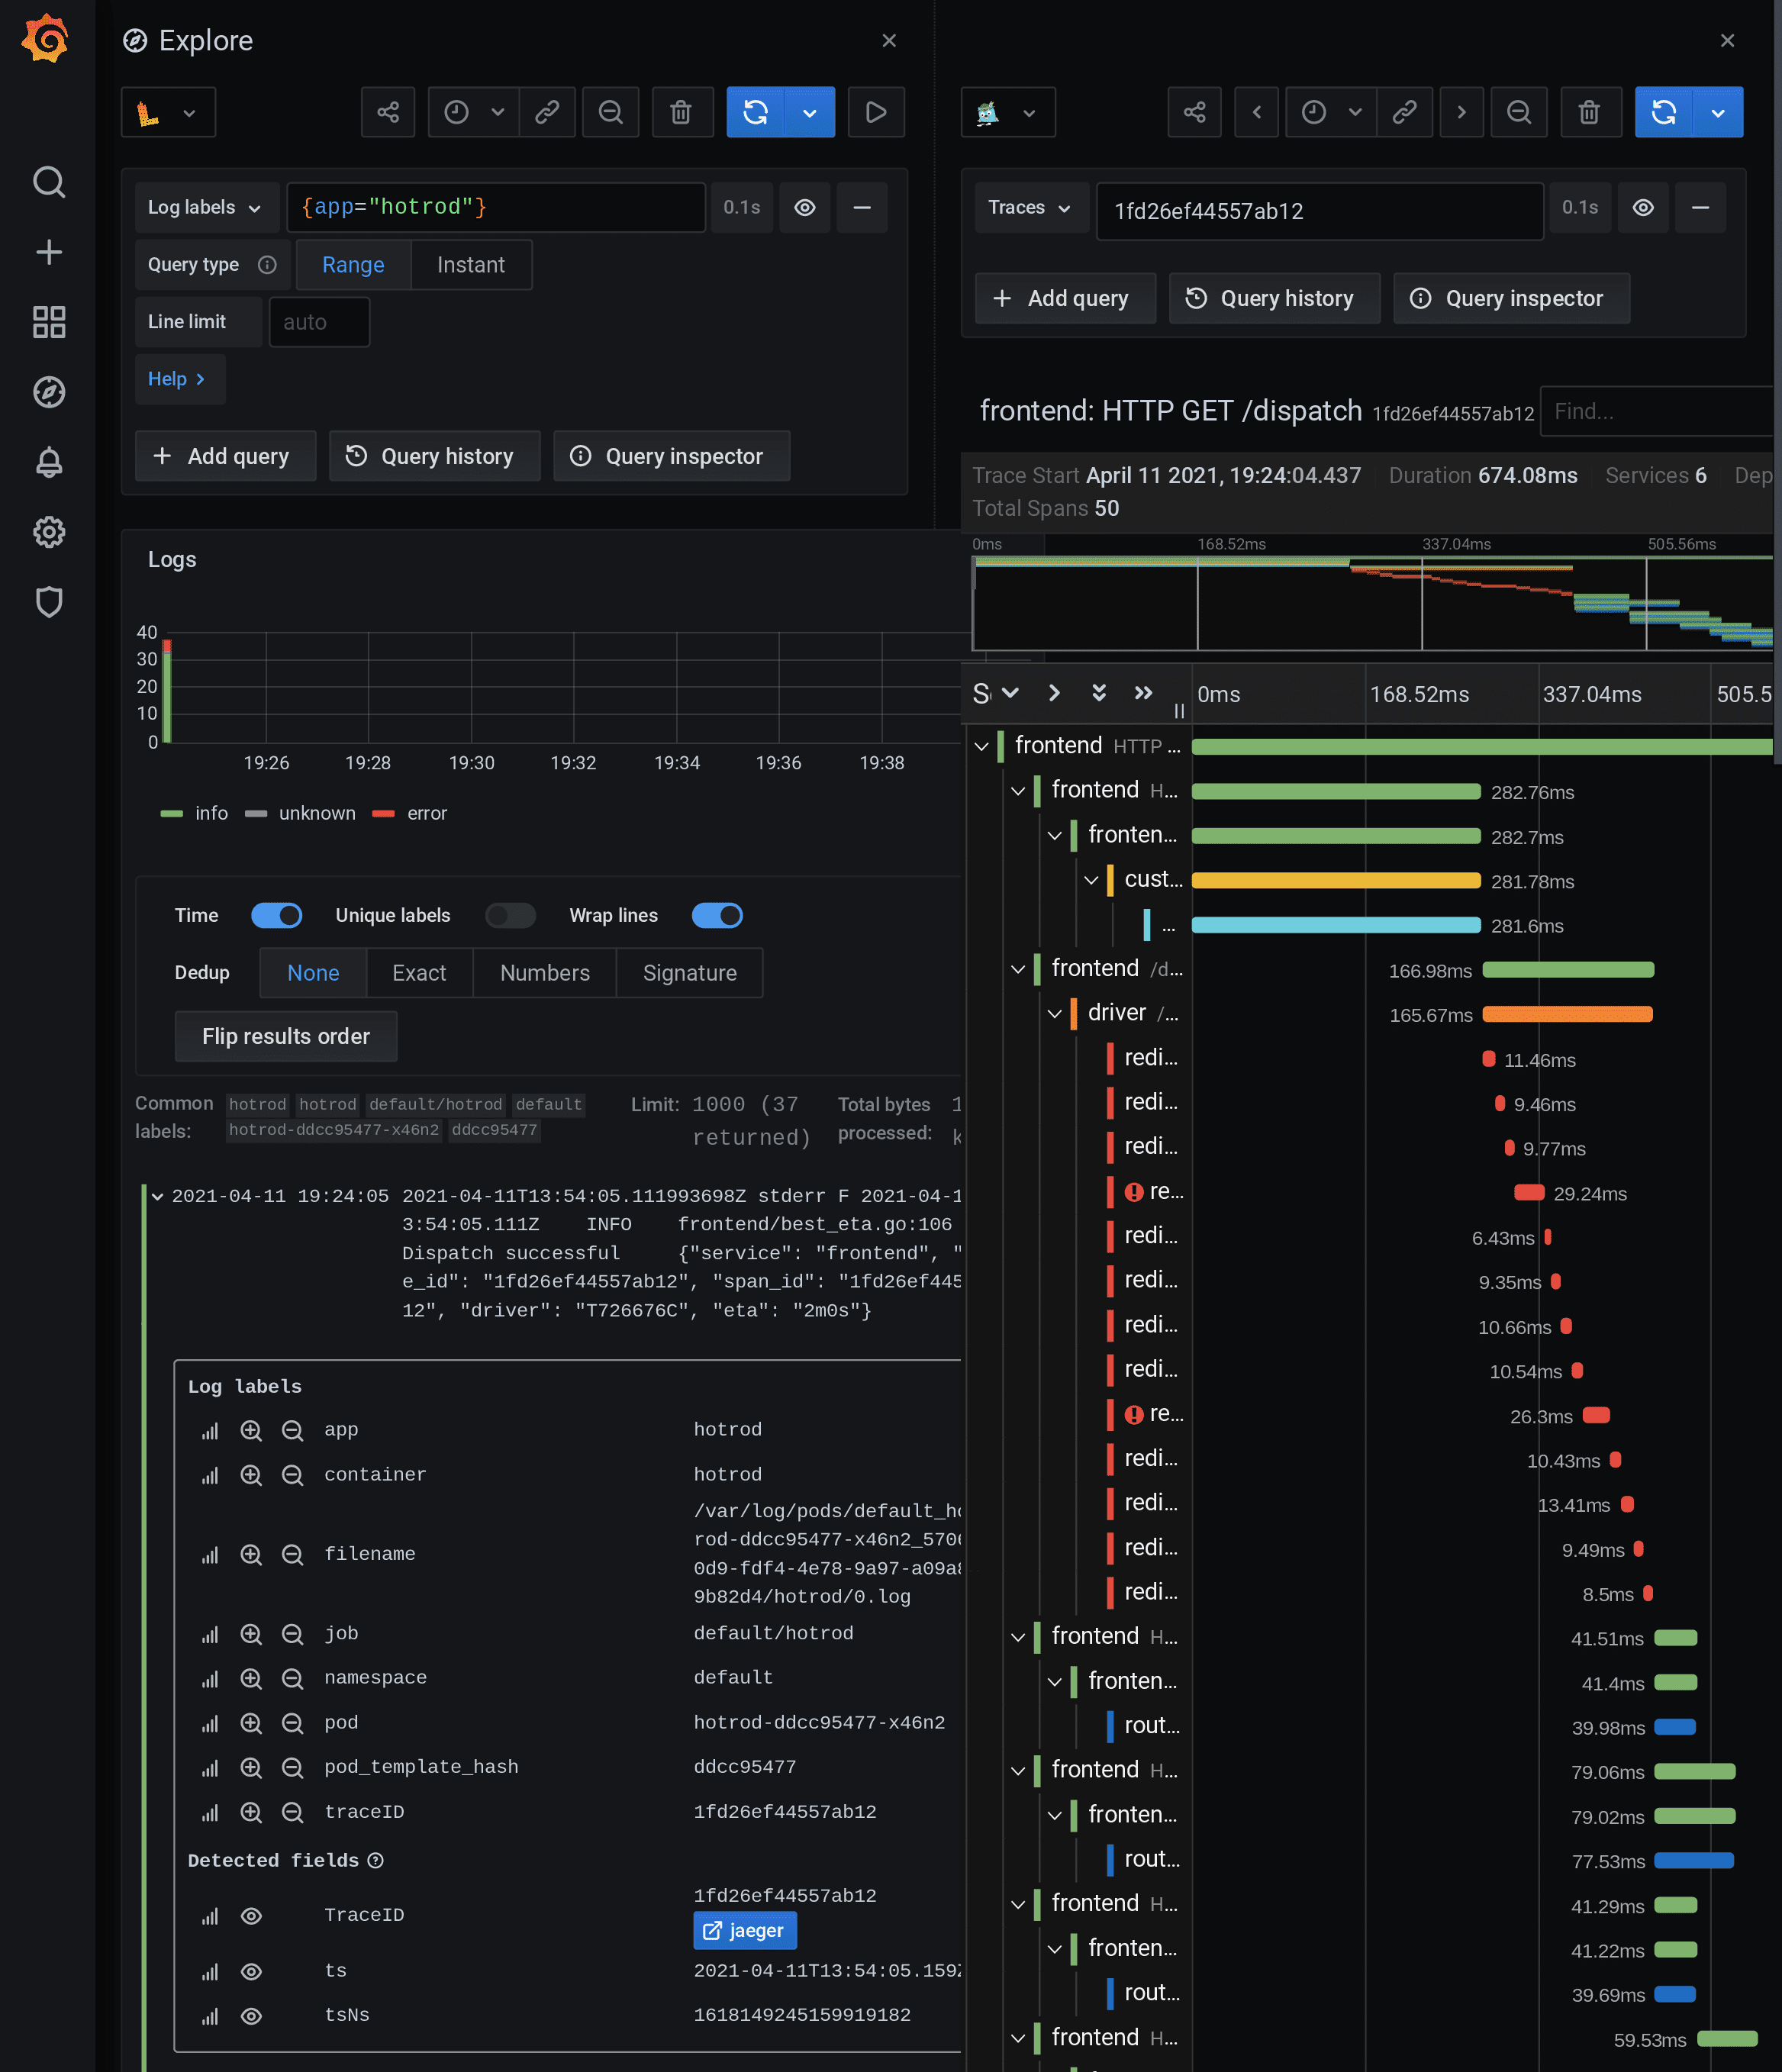 Explore
Log labels
{app="hotrod"}
0.1s
Query type
Range
Instant
Line limit
auto
Help
Add query
Query history
Query inspector
Logs
40
30
20
10
0
19:26
19:28
19:30
19:32
19:34
19:36
19:38
info
unknown
error
Time
Unique labels
Wrap lines
Dedup
None
Exact
Numbers
Signature
Flip results order
Common labels:
hotrod hotrod default/hotrod default
hotrod-ddcc95477-x46n2 ddcc95477
Limit: 1000 (37
returned)
Total bytes
processed:
2021-04-11 19:24:05 2021-04-11T13:54:05.111993698Z stderr F 2021-04-1
3:54:05.111Z INFO frontend/best_eta.go:106
Dispatch successful {"service": "frontend", "
e_id": "1fd26ef44557ab12", "span_id": "1fd26ef445
12", "driver": "T726676C", "eta": "2m0s"}
Log labels
app hotrod
container hotrod
filename
/var/log/pods/default_ho
rod-ddcc95477-x46n2_5706
0d9-fdf4-4e78-9a97-a09a8
9b82d4/hotrod/0.log
job default/hotrod
namespace default
pod hotrod-ddcc95477-x46n2
pod_template_hash ddcc95477
traceID 1fd26ef44557ab12
Detected fields
TraceID 1fd26ef44557ab12
jaeger
ts 2021-04-11T13:54:05.159Z
tsNs 1618149245159919182
Traces
1fd26ef44557ab12
0.1s
Add query
Query history
Query inspector
frontend: HTTP GET /dispatch 1fd26ef44557ab12
Find...
Trace Start April 11 2021, 19:24:04.437 Duration 674.08ms Services 6 Dep
Total Spans 50
0ms 168.52ms 337.04ms 505.56ms
S 0ms 168.52ms 337.04ms 505.5
frontend HTTP ...
frontend H... 282.76ms
fronten... 282.7ms
cust... 281.78ms
... 281.6ms
frontend /d... 166.98ms
driver /... 165.67ms
redi... 11.46ms
redi... 9.46ms
redi... 9.77ms
re... 29.24ms
redi... 6.43ms
redi... 9.35ms
redi... 10.66ms
redi... 10.54ms
re... 26.3ms
redi... 10.43ms
redi... 13.41ms
redi... 9.49ms
redi... 8.5ms
frontend H... 41.51ms
fronten... 41.4ms
rout... 39.98ms
frontend H... 79.06ms
fronten... 79.02ms
rout... 77.53ms
frontend H... 41.29ms
fronten... 41.22ms
rout... 39.69ms
frontend H... 59.53ms